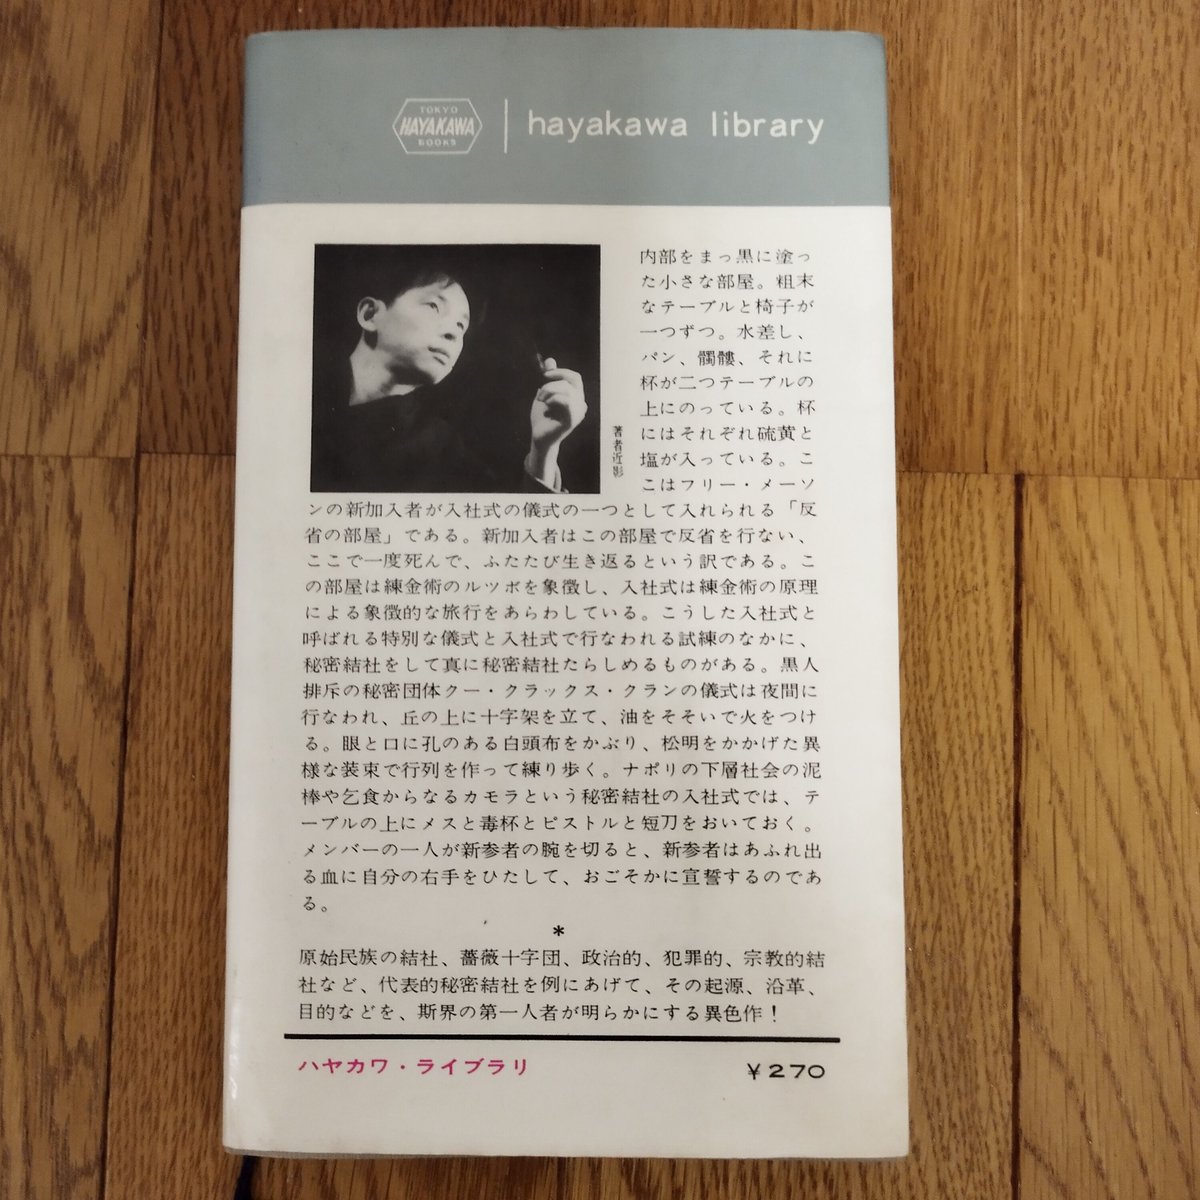 TOKYO
HAYAKAWA
BOOKS
hayakawa library
内部をまっ黒に塗っ
た小さな部屋。粗末
なテーブルと椅子が
一つずつ。水差し、
パン、髑髏、それに
杯が二つテーブルの
上にのっている。杯
にはそれぞれ硫黄と
塩が入っている。こ
こはフリー・メーソ
ンの新加入者が入社式の儀式の一つとして入れられる「反
省の部屋」である。新加入者はこの部屋で反省を行ない、
ここで一度死んで、ふたたび生き返るという訳である。こ
の部屋は練金術のルツボを象徴し、入社式は練金術の原理
による象徴的な旅行をあらわしている。こうした入社式と
呼ばれる特別な儀式と入社式で行なわれる試練のなかに、
秘密結社をして真に秘密結社たらしめるものがある。黒人
排斥の秘密団体クー・クラックス・クランの儀式は夜間に
行なわれ、丘の上に十字架を立て、油をそそいで火をつけ
る。眼と口に孔のある白頭布をかぶり、松明をかかげた異
様な装束で行列を作って練り歩く。ナポリの下層社会の泥
棒や乞食からなるカモラという秘密結社の入社式では、テ
ーブルの上にメスと毒杯とピストルと短刀をおいておく。
メンバーの一人が新参者の腕を切ると、新参者はあふれ出
る血に自分の右手をひたして、おごそかに宣誓するのであ
る。
著者近影
*
原始民族の結社、薔薇十字団、政治的、犯罪的、宗教的結
社など、代表的秘密結社を例にあげて、その起源、沿革、
目的などを、斯界の第一人者が明らかにする異色作！
ハヤカワ・ライブラリ
¥270